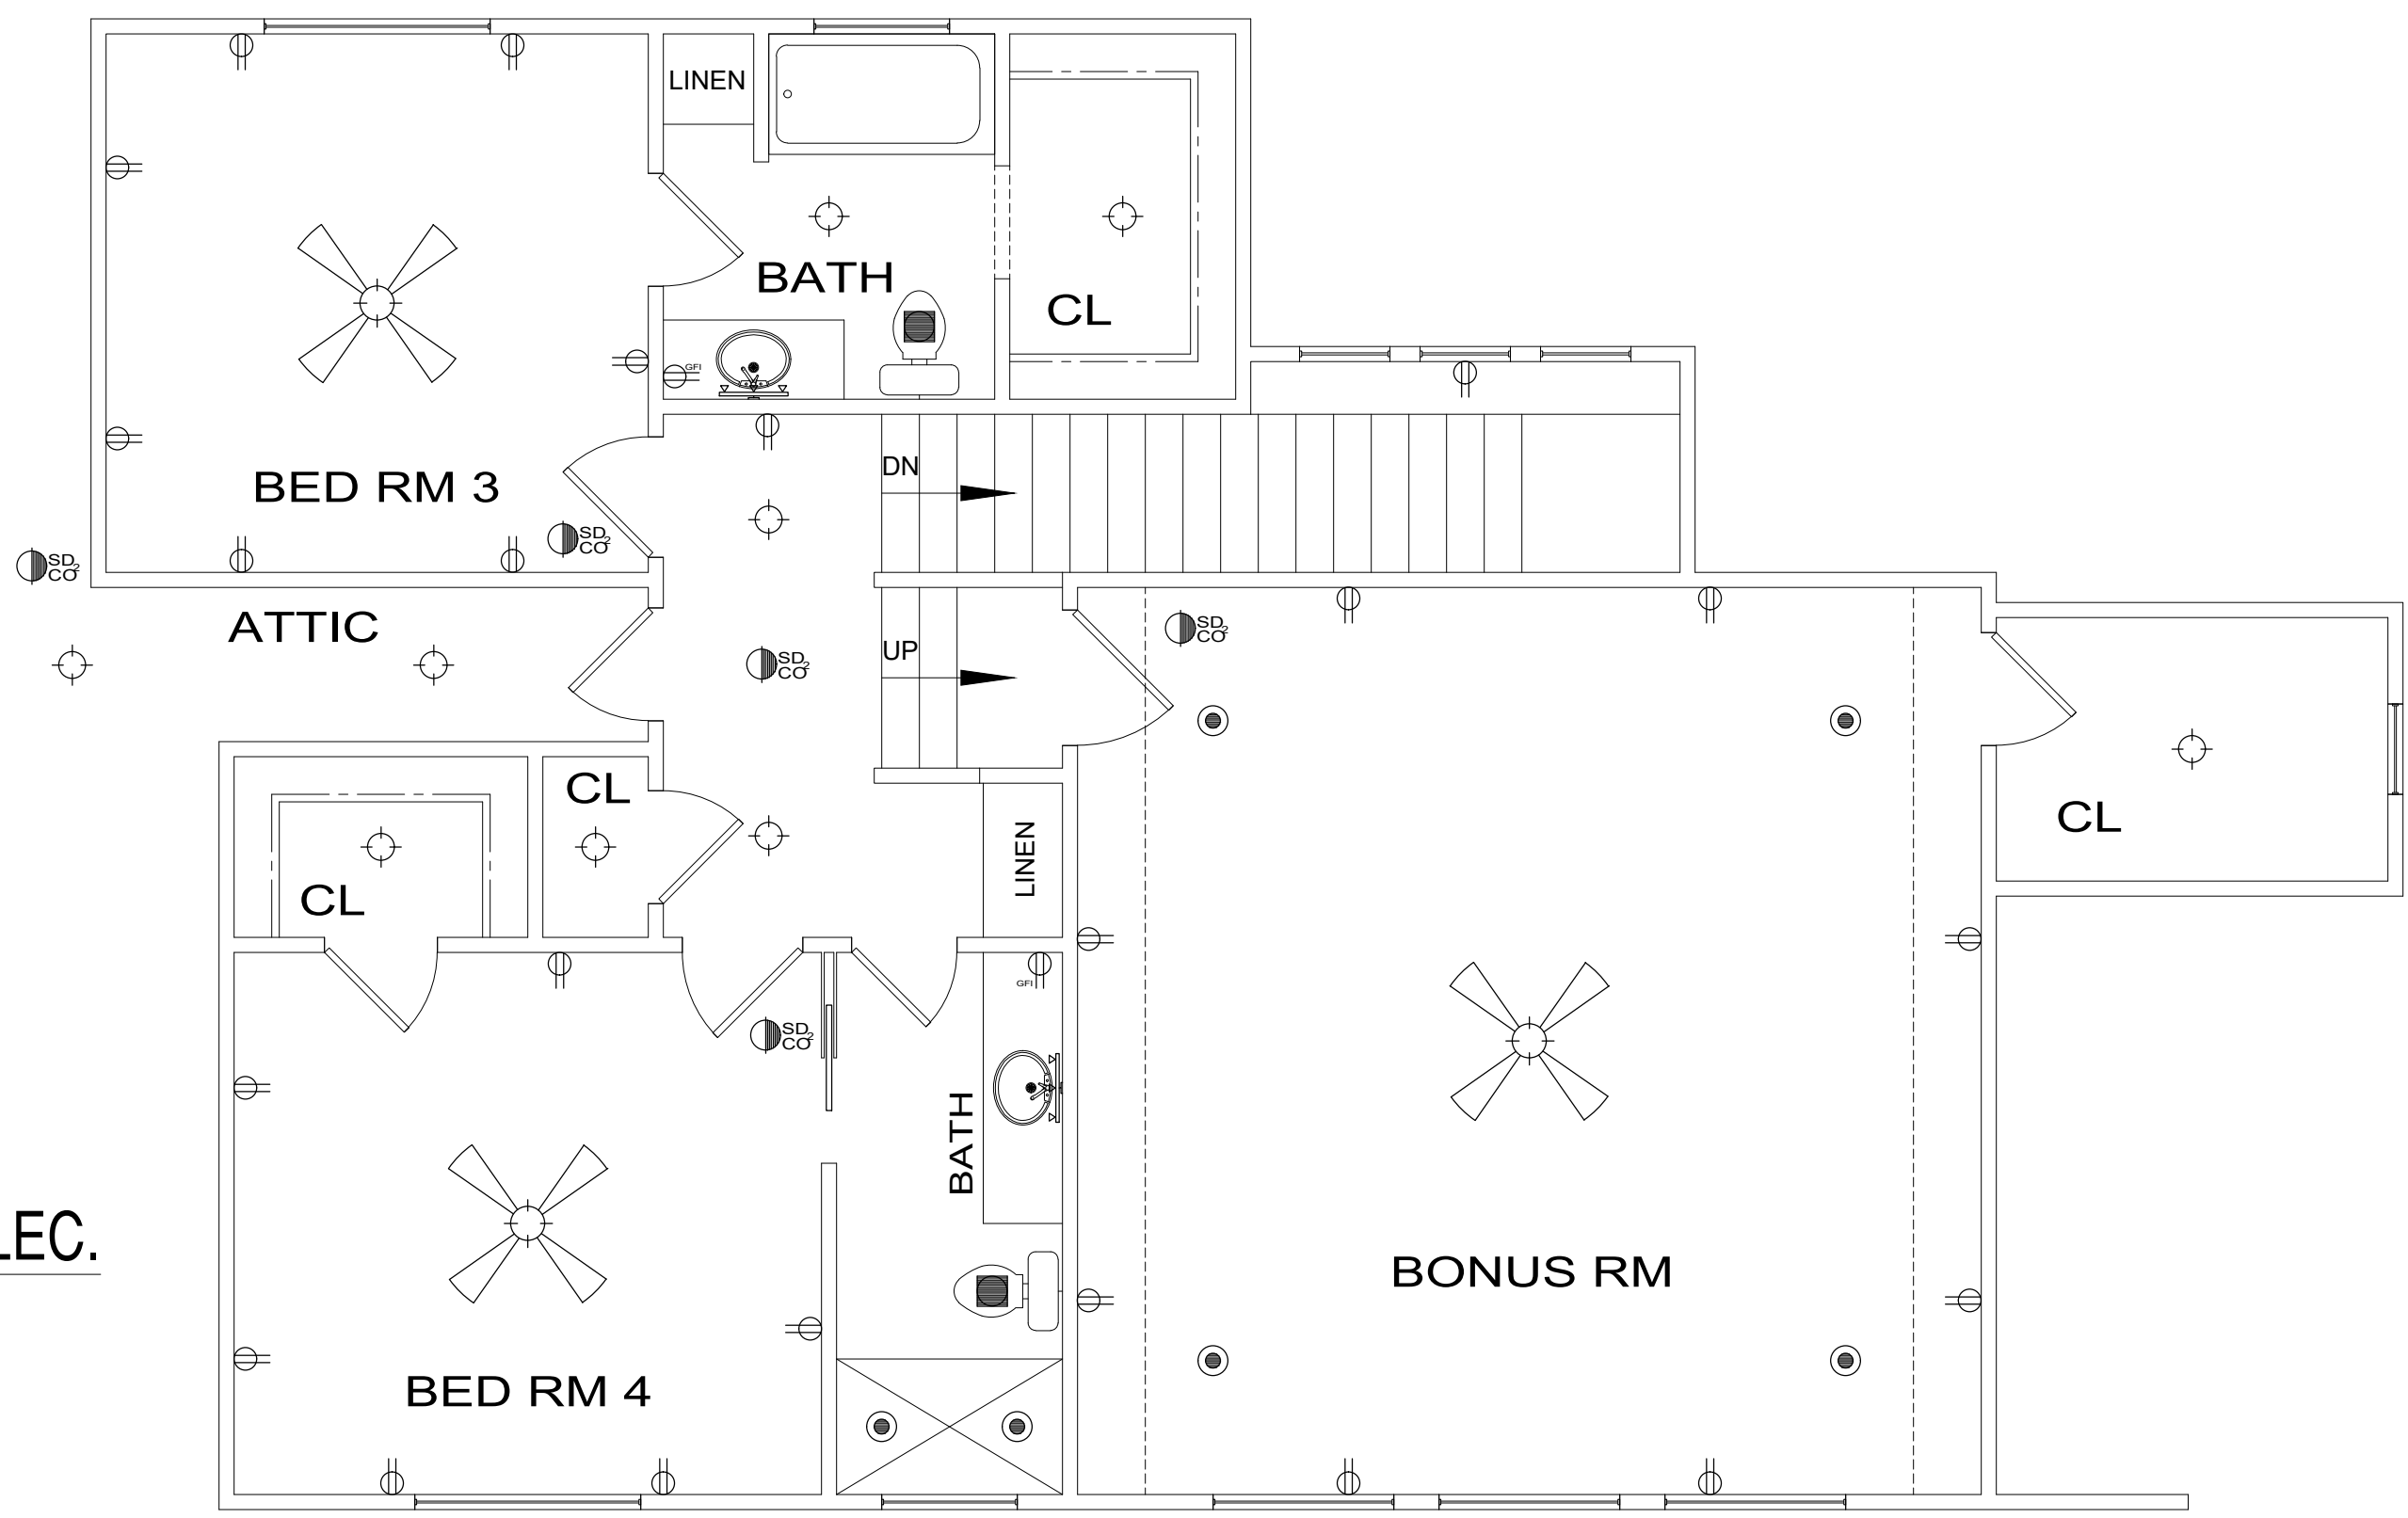 LINEN
BATH
CL
GFI
DN
BED RM 3
SD2
CO
SD2
CO
ATTIC
SD2
CO
UP
SD2
CO
CL
CL
CL
LINEN
GFI
SD2
CO
BATH
LEC.
BONUS RM
BED RM 4